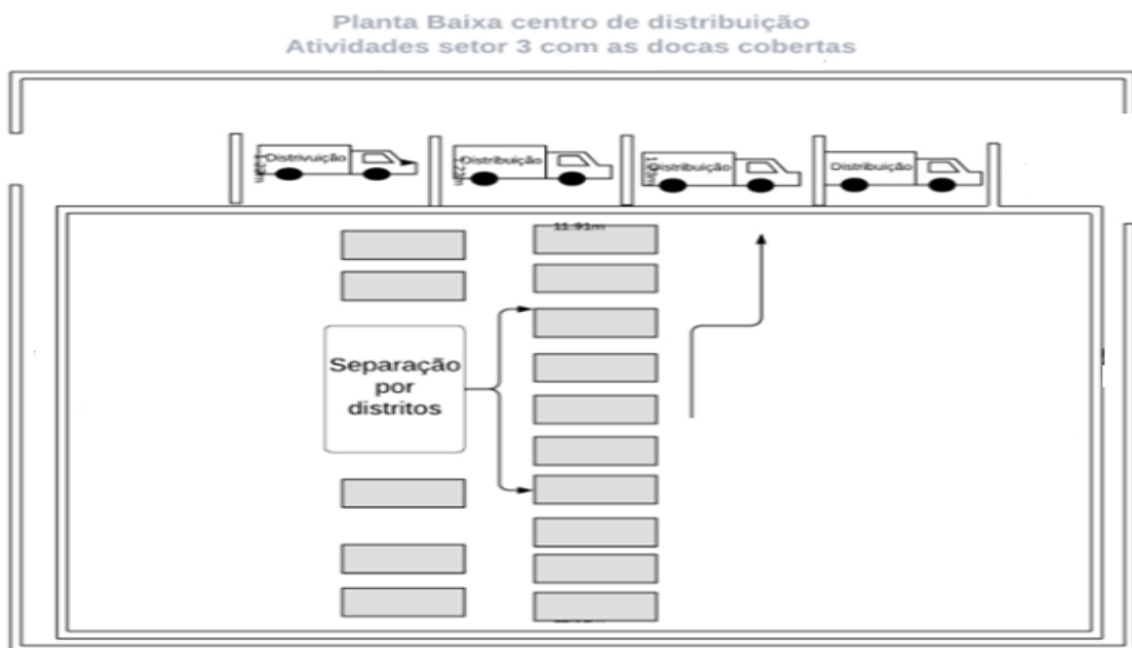 Planta Baixa centro de distribuição
Atividades setor 3 com as docas cobertas
Distrivuição
Distribuição
Distribuição
Distribuição
11.91m
Separação
por
distritos